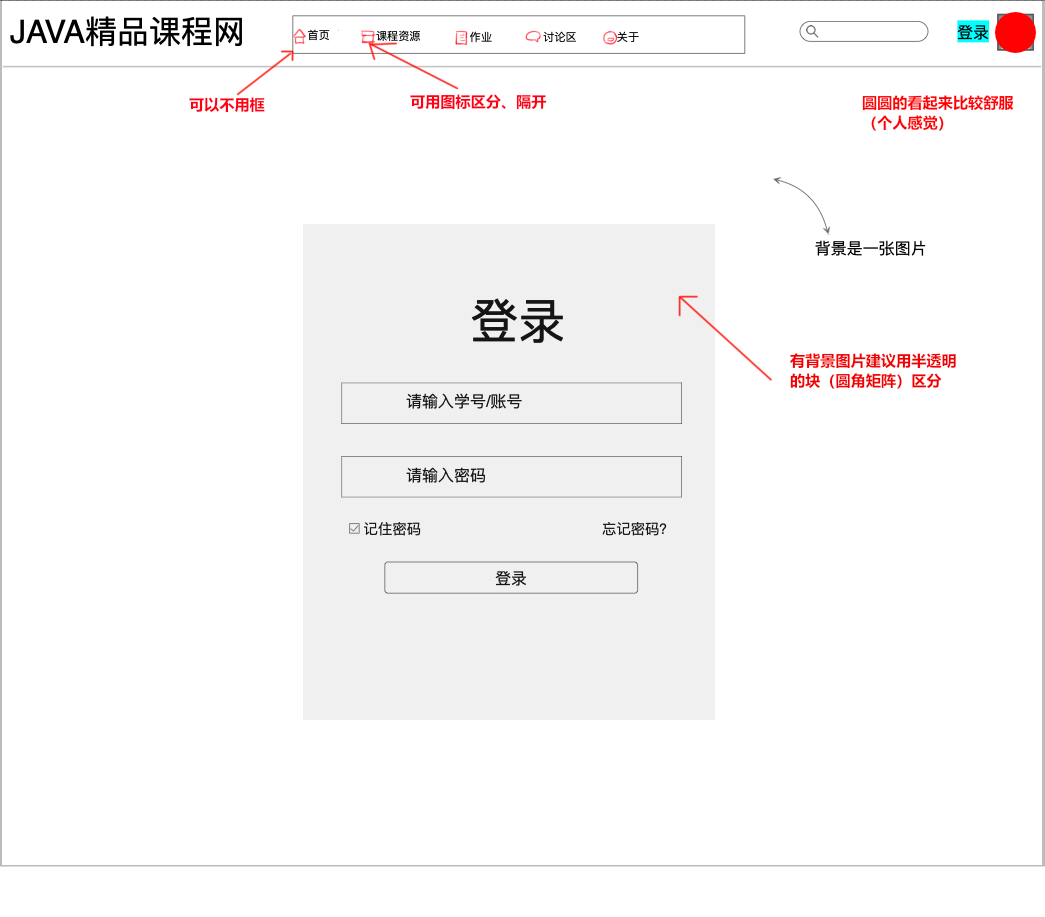 JAVA精品课程网
首页
课程资源
作业
讨论区
关于
登录
可以不用框
可用图标区分、隔开
圆圆的看起来比较舒服
（个人感觉）
背景是一张图片
登录
有背景图片建议用半透明
的块（圆角矩阵）区分
请输入学号/账号
请输入密码
记住密码
忘记密码?
登录